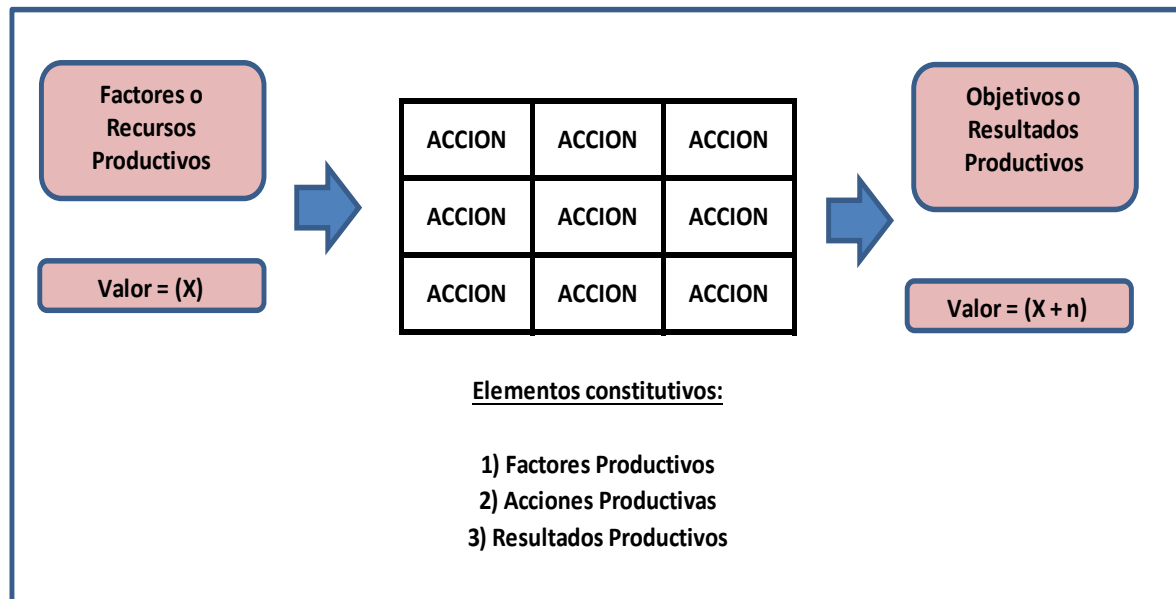 Factores o
Recursos
Productivos
Valor = (X)
ACCION ACCION ACCION
ACCION ACCION ACCION
ACCION ACCION ACCION
Objetivos o
Resultados
Productivos
Valor = (X + n)
Elementos constitutivos:
1) Factores Productivos
2) Acciones Productivas
3) Resultados Productivos